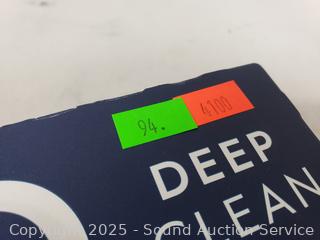 94. 4100
DEEP
CLEAN
Copyright 2025 - Sound Auction Service